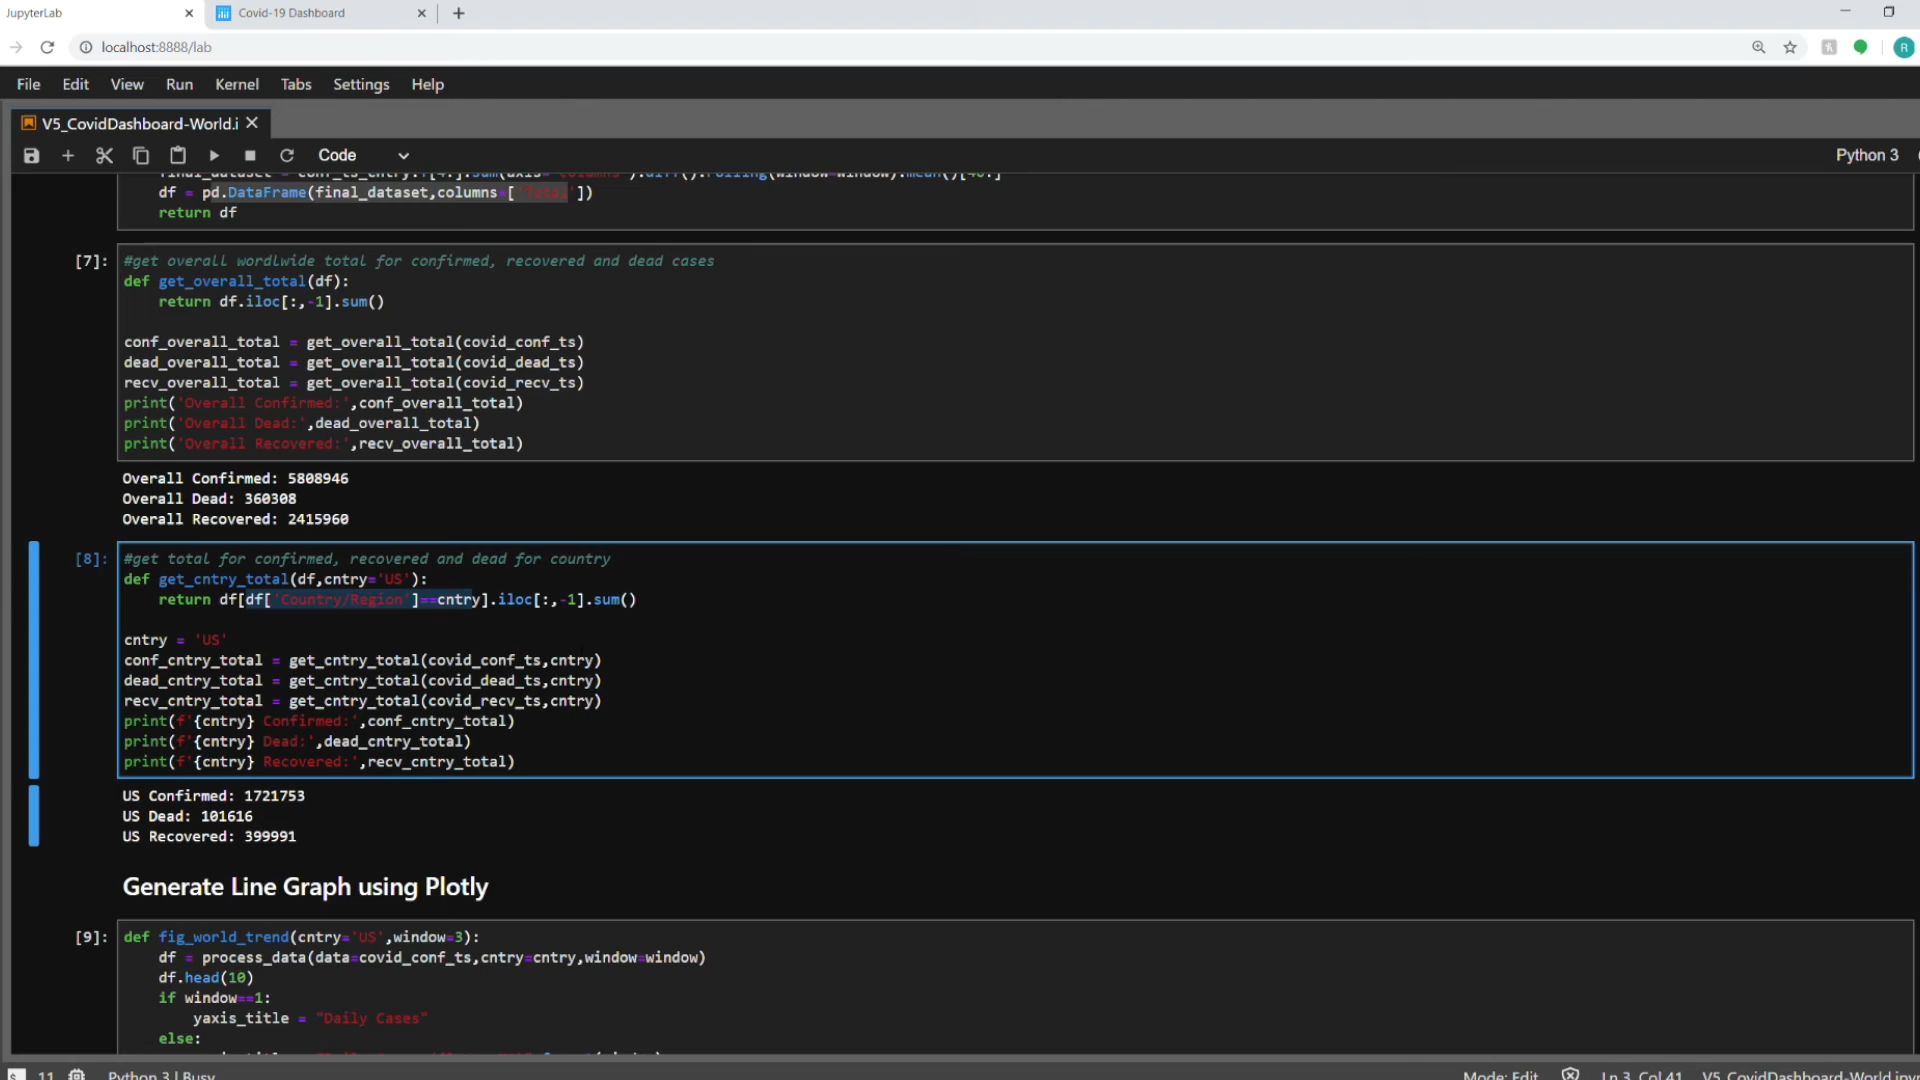 JupyterLab
Covid-19 Dashboard
localhost:8888/lab
R
File Edit View Run Kernel Tabs Settings Help
V5_CovidDashboard-World.i
Code
Python 3
df = pd.DataFrame(final_dataset,columns=['Total'])
return df
[7]:
#get overall wordlwide total for confirmed, recovered and dead cases
def get_overall_total(df):
return df.iloc[:,-1].sum()
conf_overall_total = get_overall_total(covid_conf_ts)
dead_overall_total = get_overall_total(covid_dead_ts)
recv_overall_total = get_overall_total(covid_recv_ts)
print('Overall Confirmed:',conf_overall_total)
print('Overall Dead:',dead_overall_total)
print('Overall Recovered:',recv_overall_total)
Overall Confirmed: 5808946
Overall Dead: 360308
Overall Recovered: 2415960
[8]:
#get total for confirmed, recovered and dead for country
def get_cntry_total(df,cntry='US'):
return df[df['Country/Region']==cntry].iloc[:,-1].sum()
cntry = 'US'
conf_cntry_total = get_cntry_total(covid_conf_ts,cntry)
dead_cntry_total = get_cntry_total(covid_dead_ts,cntry)
recv_cntry_total = get_cntry_total(covid_recv_ts,cntry)
print(f'{cntry} Confirmed:',conf_cntry_total)
print(f'{cntry} Dead:',dead_cntry_total)
print(f'{cntry} Recovered:',recv_cntry_total)
US Confirmed: 1721753
US Dead: 101616
US Recovered: 399991
Generate Line Graph using Plotly
[9]:
def fig_world_trend(cntry='US',window=3):
df = process_data(data=covid_conf_ts,cntry=cntry,window=window)
df.head(10)
if window==1:
yaxis_title = "Daily Cases"
else:
11 Python 3 | Busy
Mode: Edit Ln 3, Col 41 V5_CovidDashboard-World.ipyn